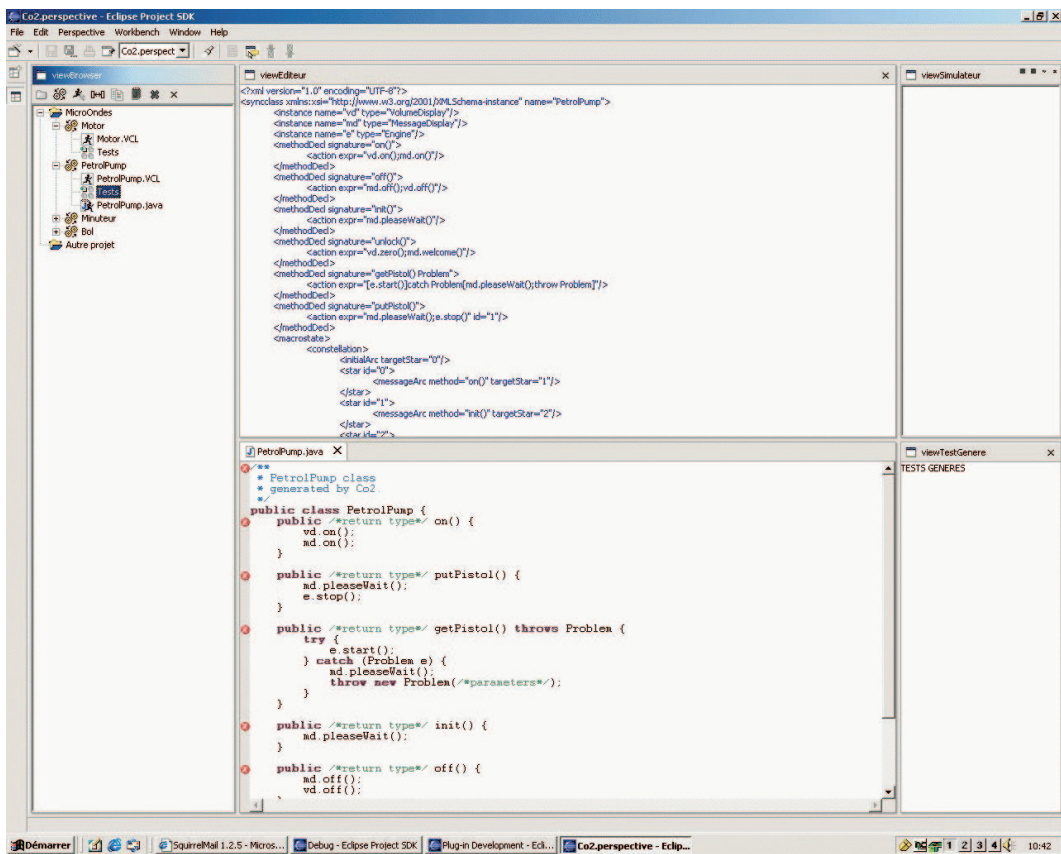 Co2.perspective - Eclipse Project SDK
File Edit Perspective Workbench Window Help
Co2.perspect
viewBrowser
MicroOndes
Motor
Motor.VCL
Tests
PetrolPump
PetrolPump.VCL
Tests
PetrolPump.java
Minuteur
Bol
Autre projet
viewEditeur
<?xml version="1.0" encoding="UTF-8"?>
<syncclass xmlns:xsi="http://www.w3.org/2001/XMLSchema-instance" name="PetrolPump">
<instance name="vd" type="VolumeDisplay"/>
<instance name="md" type="MessageDisplay"/>
<instance name="e" type="Engine"/>
<methodDecl signature="on()">
<action expr="vd.on();md.on()"/>
</methodDecl>
<methodDecl signature="off()">
<action expr="md.off();vd.off()"/>
</methodDecl>
<methodDecl signature="init()">
<action expr="md.pleaseWait()"/>
</methodDecl>
<methodDecl signature="unlock()">
<action expr="vd.zero();md.welcome()"/>
</methodDecl>
<methodDecl signature="getPistol() Problem">
<action expr="[e.start()]catch Problem[md.pleaseWait();throw Problem]"/>
</methodDecl>
<methodDecl signature="putPistol()">
<action expr="md.pleaseWait();e.stop()" id="1"/>
</methodDecl>
<macrostate>
<constellation>
<initialArc targetStar="0"/>
<star id="0">
<messageArc method="on()" targetStar="1"/>
</star>
<star id="1">
<messageArc method="init()" targetStar="2"/>
</star>
<star id="2">
viewSimulateur
PetrolPump.java
/**
* PetrolPump class
* generated by Co2.
*/
public class PetrolPump {
public /*return type*/ on() {
vd.on();
md.on();
}
public /*return type*/ putPistol() {
md.pleaseWait();
e.stop();
}
public /*return type*/ getPistol() throws Problem {
try {
e.start();
} catch (Problem e) {
md.pleaseWait();
throw new Problem(/*parameters*/);
}
}
public /*return type*/ init() {
md.pleaseWait();
}
public /*return type*/ off() {
md.off();
vd.off();
viewTestGenere
TESTS GENERES
Démarrer
SquirrelMail 1.2.5 - Micros...
Debug - Eclipse Project SDK
Plug-in Development - Ecli...
Co2.perspective - Eclip...
1 2 3 4
10:42